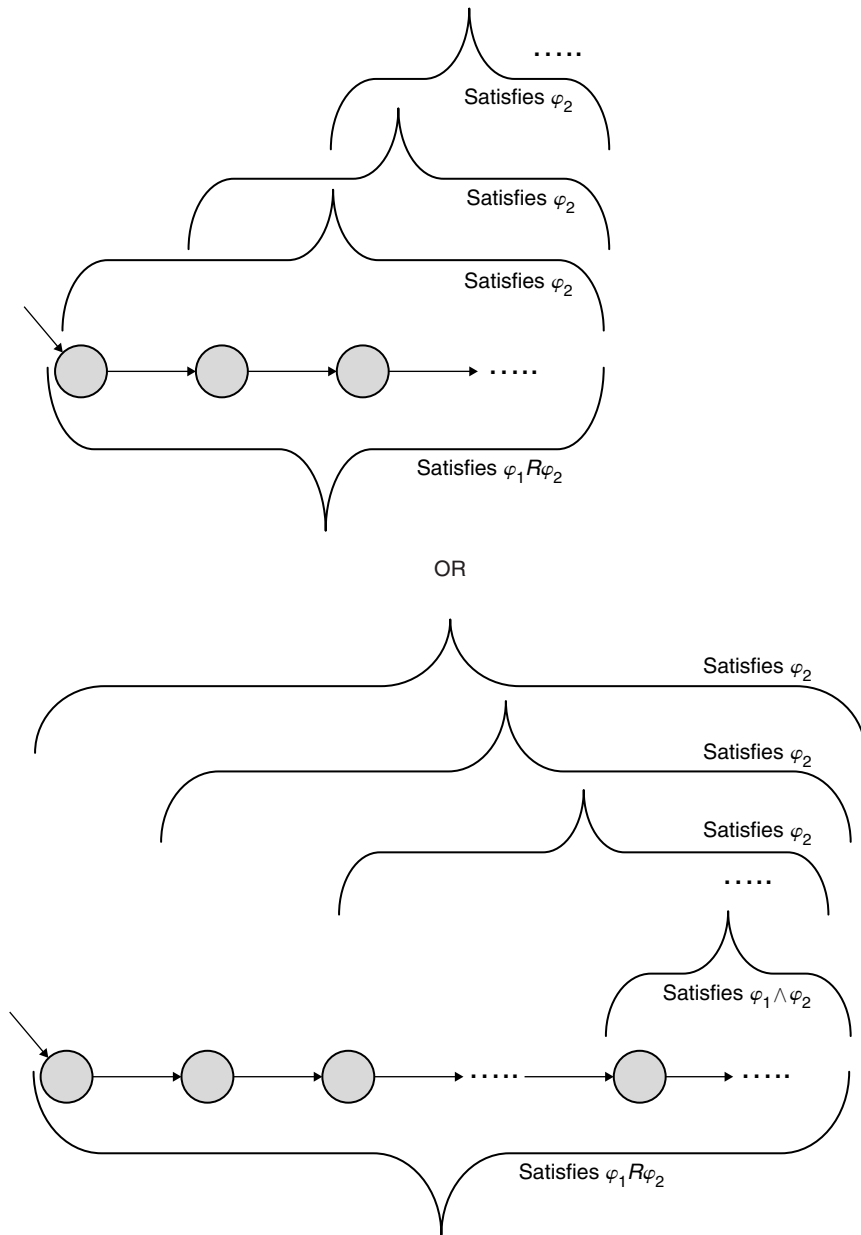 .....
Satisfies φ₂
Satisfies φ₂
Satisfies φ₂
.....
Satisfies φ₁Rφ₂
OR
Satisfies φ₂
Satisfies φ₂
Satisfies φ₂
.....
Satisfies φ₁∧φ₂
..... .....
Satisfies φ₁Rφ₂